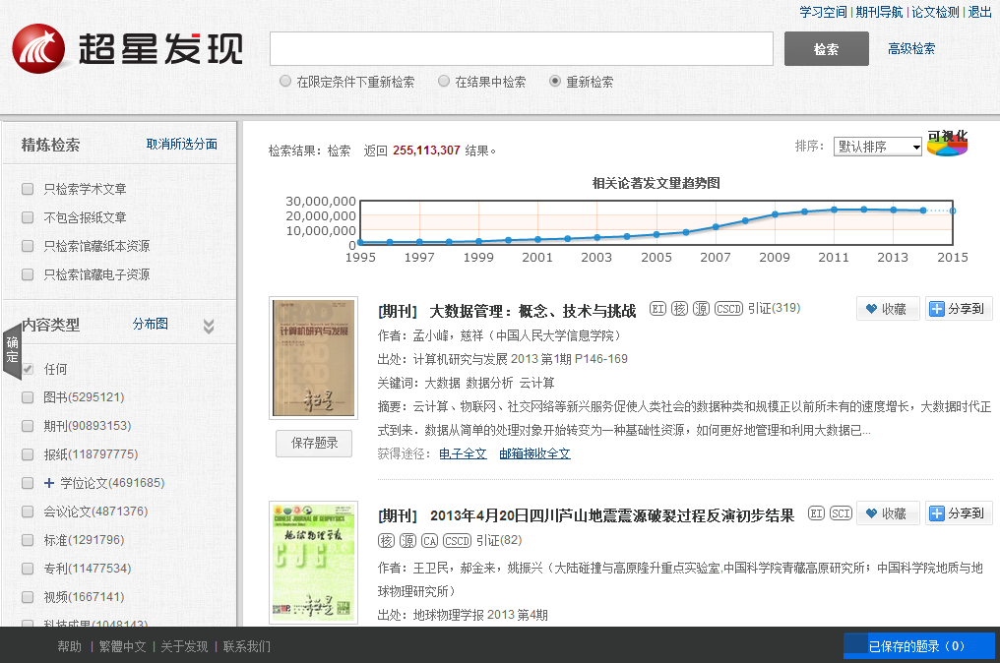 学习空间 | 期刊导航 | 论文检测 | 退出
超星发现
检索
高级检索
在限定条件下重新检索
在结果中检索
重新检索
精炼检索
取消所选分面
只检索学术文章
不包含报纸文章
只检索馆藏纸本资源
只检索馆藏电子资源
内容类型
分布图
确定
任何
图书(5295121)
期刊(90893153)
报纸(118797775)
学位论文(4691685)
会议论文(4871376)
标准(1291796)
专利(11477534)
视频(1667141)
科技成果(1048143)
检索结果：检索 返回 255,113,307 结果。
排序： 默认排序
可视化
相关论著发文量趋势图
30,000,000
20,000,000
10,000,000
0
1995 1997 1999 2001 2003 2005 2007 2009 2011 2013 2015
计算机研究与发展
保存题录
[期刊] 大数据管理：概念、技术与挑战 EI 核 源 CSCD 引证(319)
收藏 分享到
作者：孟小峰，慈祥（中国人民大学信息学院）
出处：计算机研究与发展 2013 第1期 P146-169
关键词：大数据 数据分析 云计算
摘要：云计算、物联网、社交网络等新兴服务促使人类社会的数据种类和规模正以前所未有的速度增长，大数据时代正
式到来．数据从简单的处理对象开始转变为一种基础性资源，如何更好地管理和利用大数据已...
获得途径： 电子全文 邮箱接收全文
CHINESE JOURNAL OF GEOPHYSICS
地球物理学报
CJG
[期刊] 2013年4月20日四川芦山地震震源破裂过程反演初步结果 EI SCI
收藏 分享到
核 源 CA CSCD 引证(82)
作者：王卫民，郝金来，姚振兴（大陆碰撞与高原隆升重点实验室,中国科学院青藏高原研究所；中国科学院地质与地
球物理研究所）
出处：地球物理学报 2013 第4期
帮助 | 繁體中文 | 关于发现 | 联系我们
已保存的题录（0）